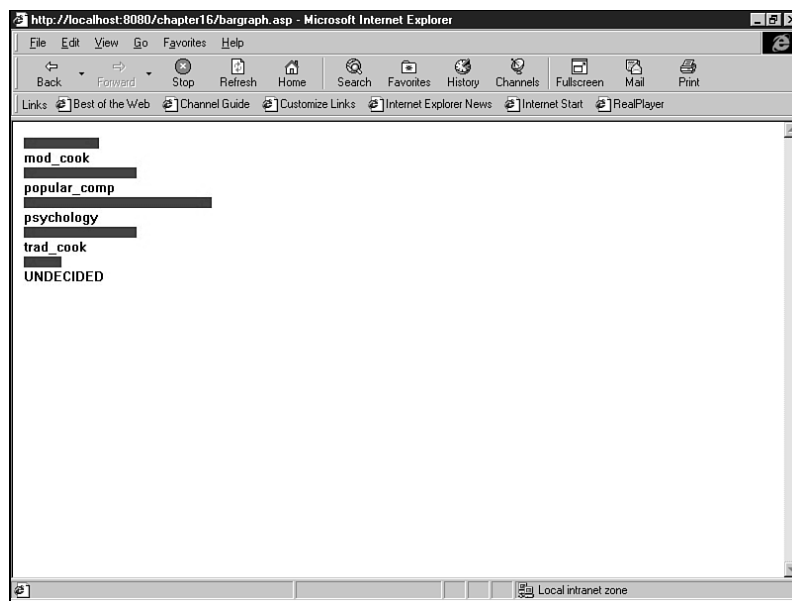 http://localhost:8080/chapter16/bargraph.asp - Microsoft Internet Explorer
File Edit View Go Favorites Help
Back Forward Stop Refresh Home Search Favorites History Channels Fullscreen Mail Print
Links Best of the Web Channel Guide Customize Links Internet Explorer News Internet Start RealPlayer
mod_cook
popular_comp
psychology
trad_cook
UNDECIDED
Local intranet zone